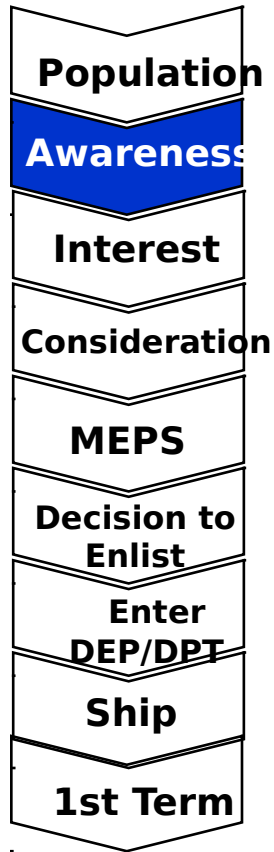 Population
Awareness
Interest
Consideration
MEPS
Decision to
Enlist
Enter
DEP/DPT
Ship
1st Term